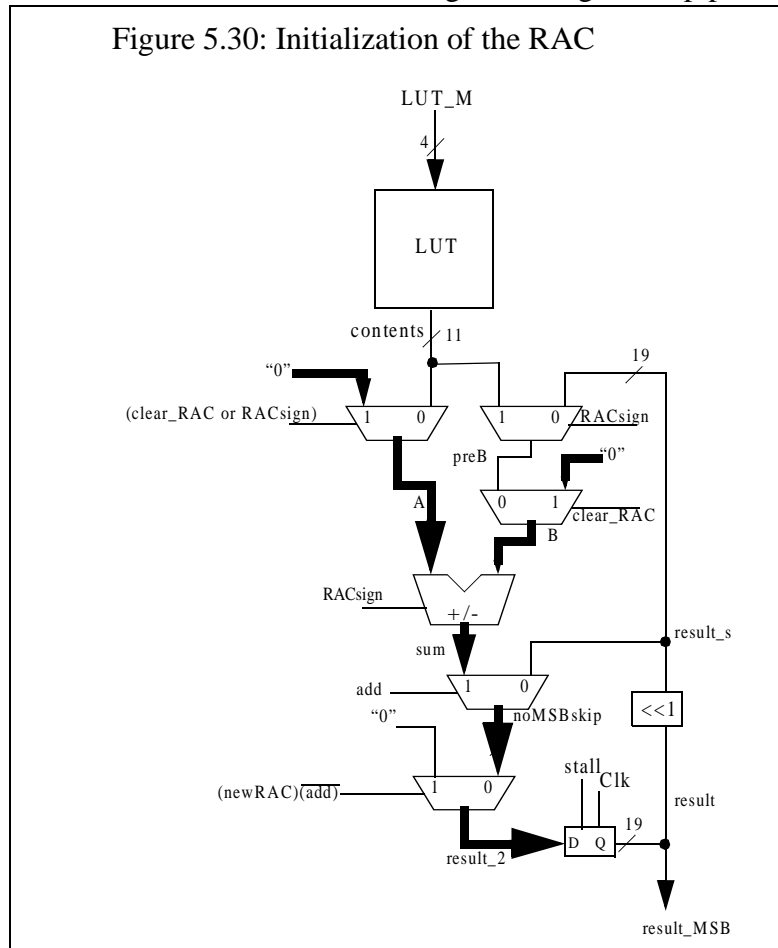 Figure 5.30: Initialization of the RAC
LUT_M
4
LUT
contents
11
19
"0"
(clear_RAC or RACsign)
1 0
1 0
RACsign
preB
"0"
0 1
clear_RAC
A
B
RACsign
+/-
sum
result_s
add
1 0
noMSBskip
<<1
"0"
stall
Clk
(newRAC)(add)
1 0
result
D Q
19
result_2
result_MSB